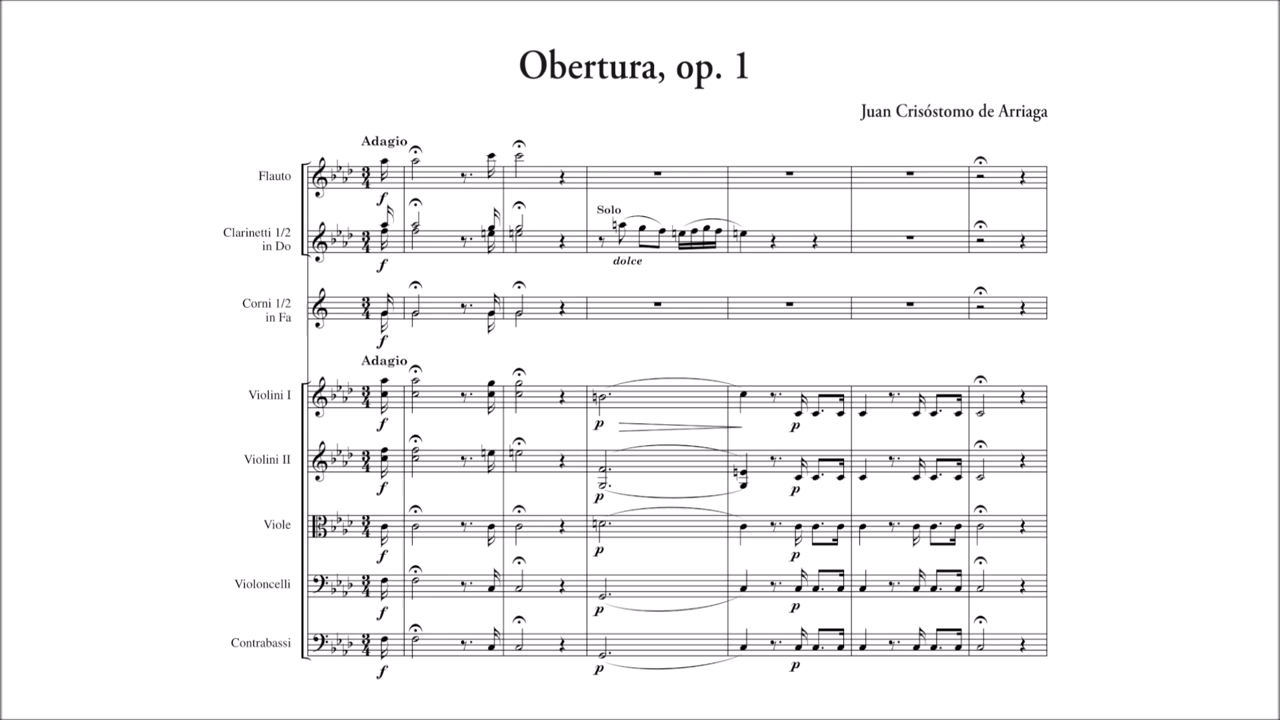 Obertura, op. 1
Juan Crisóstomo de Arriaga
Adagio
Flauto
f
Clarinetti 1/2
in Do
Solo
f
dolce
Corni 1/2
in Fa
f
Adagio
Violini I
f p p
Violini II
f p p
Viole
f p p
Violoncelli
f p p
Contrabassi
f p p